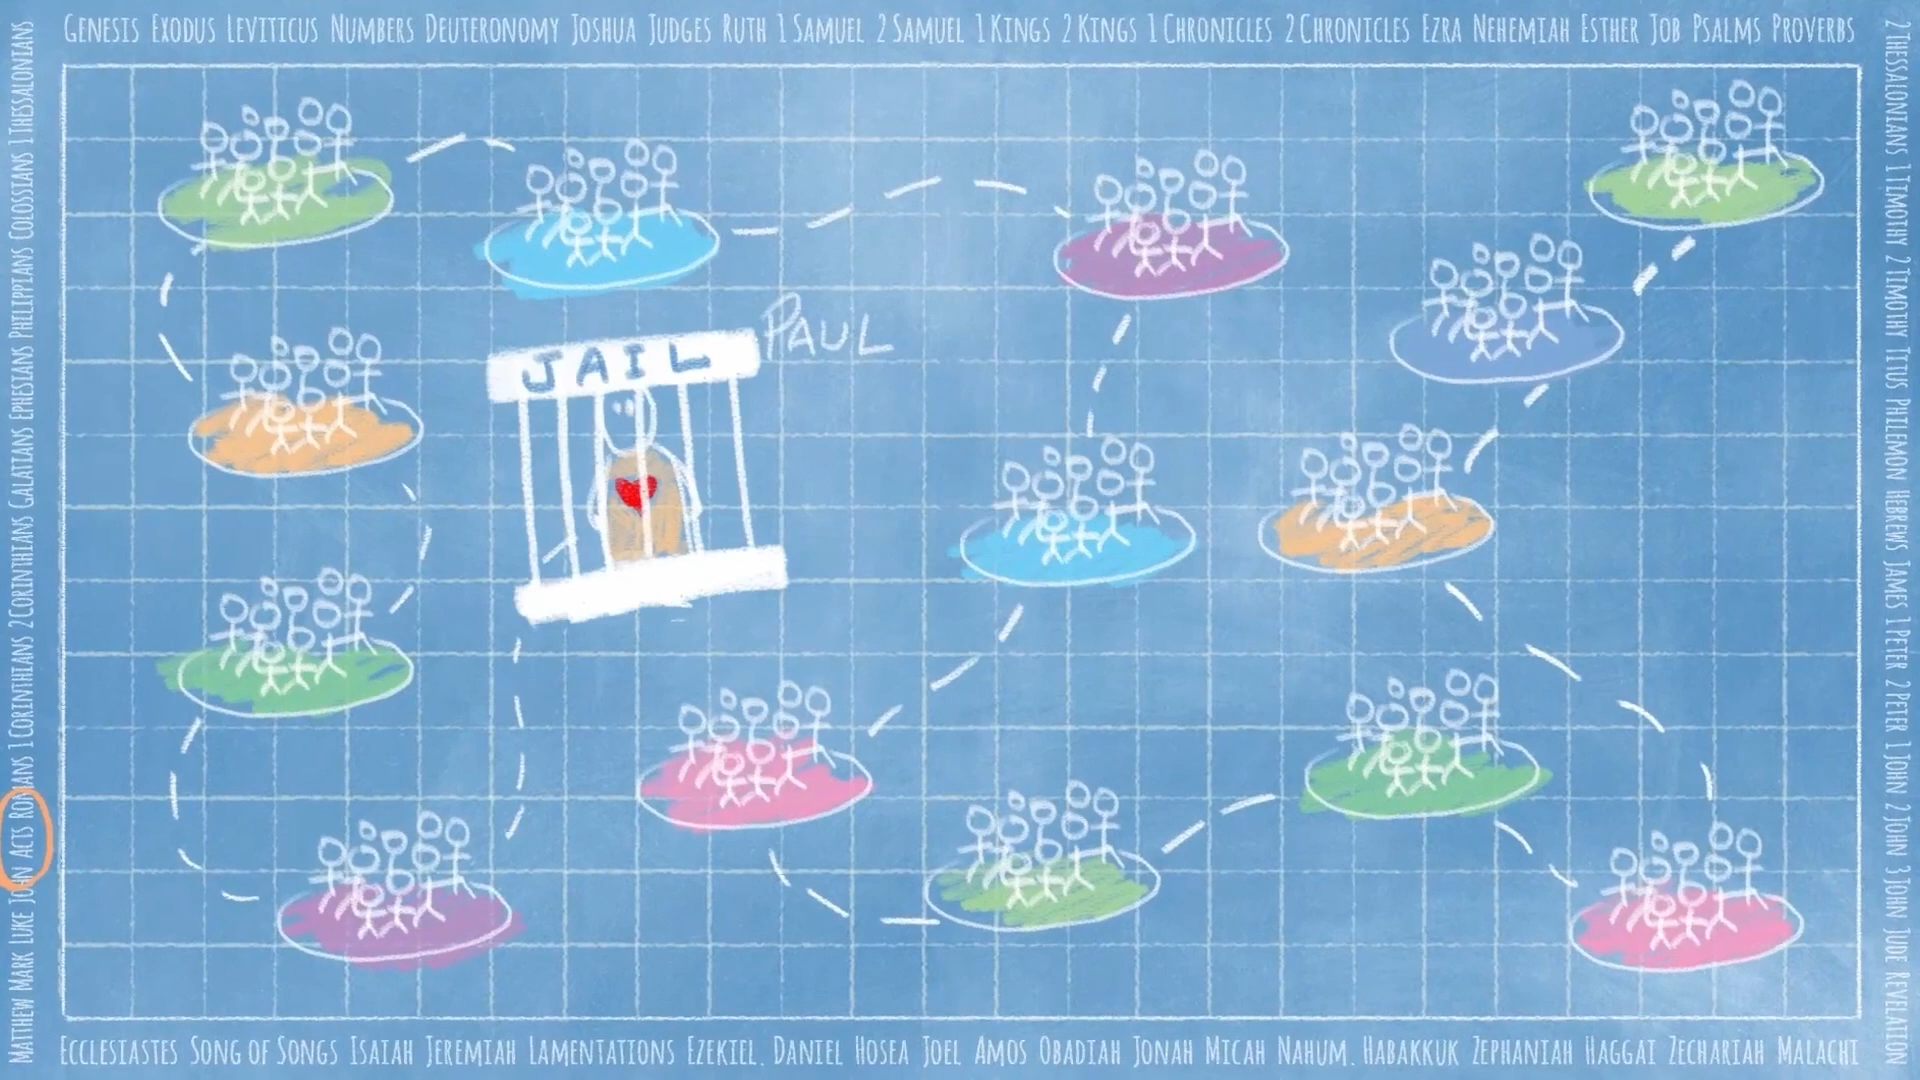 Genesis Exodus Leviticus Numbers Deuteronomy Joshua Judges Ruth 1 Samuel 2 Samuel 1 Kings 2 Kings 1 Chronicles 2 Chronicles Ezra Nehemiah Esther Job Psalms Proverbs
Matthew Mark Luke John Acts Romans 1 Corinthians 2 Corinthians Galatians Ephesians Philippians Colossians 1 Thessalonians
JAIL
PAUL
2 Thessalonians 1 Timothy 2 Timothy Titus Philemon Hebrews James 1 Peter 2 Peter 1 John 2 John 3 John Jude Revelation
Ecclesiastes Song of Songs Isaiah Jeremiah Lamentations Ezekiel. Daniel Hosea Joel Amos Obadiah Jonah Micah Nahum. Habakkuk Zephaniah Haggai Zechariah Malachi